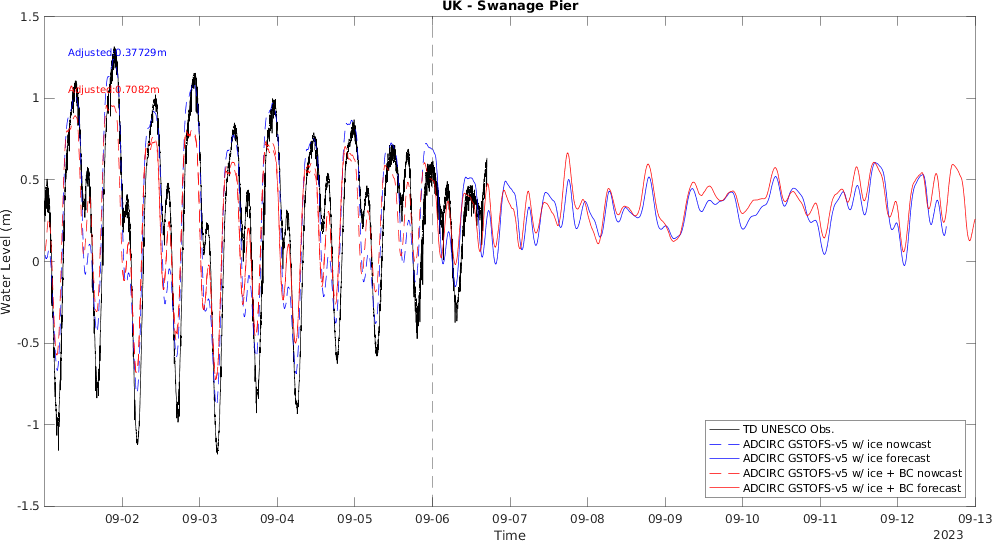 UK - Swanage Pier
Adjusted:0.37729m
Adjusted:0.7082m
Water Level (m)
1.5
1
0.5
0
-0.5
-1
-1.5
TD UNESCO Obs.
ADCIRC GSTOFS-v5 w/ ice nowcast
ADCIRC GSTOFS-v5 w/ ice forecast
ADCIRC GSTOFS-v5 w/ ice + BC nowcast
ADCIRC GSTOFS-v5 w/ ice + BC forecast
09-02 09-03 09-04 09-05 09-06 09-07 09-08 09-09 09-10 09-11 09-12 09-13
Time
2023